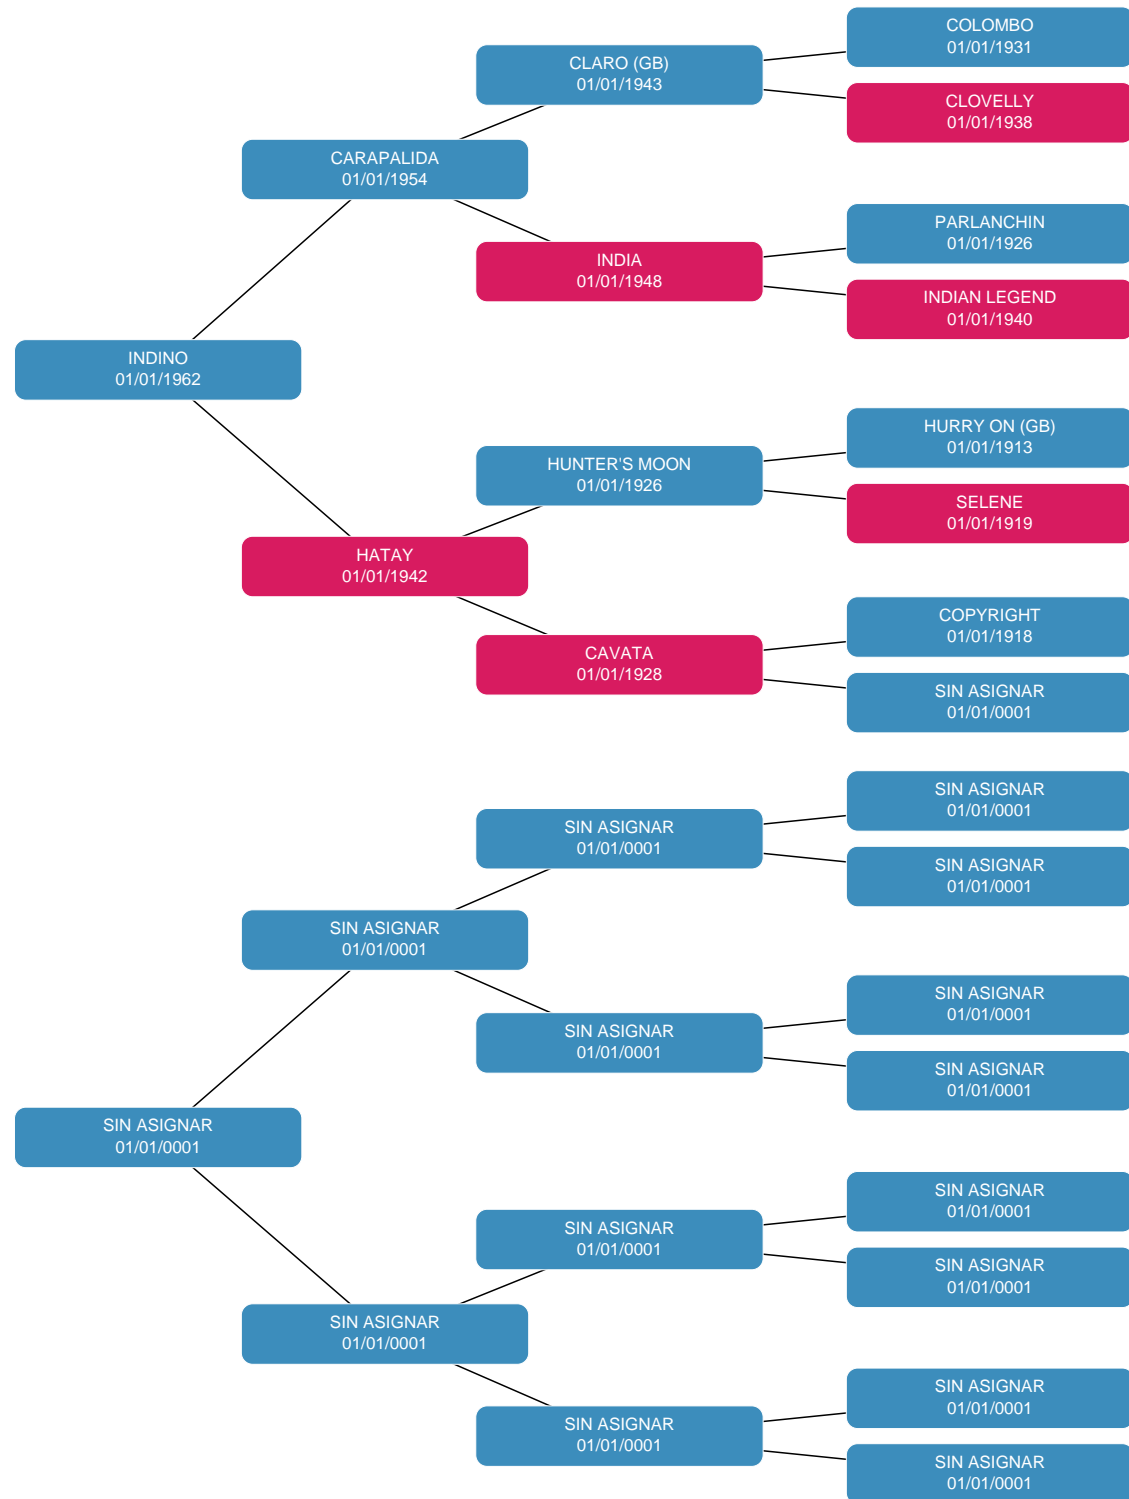 COLOMBO
01/01/1931
CLARO (GB)
01/01/1943
CLOVELLY
01/01/1938
CARAPALIDA
01/01/1954
PARLANCHIN
01/01/1926
INDIA
01/01/1948
INDIAN LEGEND
01/01/1940
INDINO
01/01/1962
HURRY ON (GB)
01/01/1913
HUNTER'S MOON
01/01/1926
SELENE
01/01/1919
HATAY
01/01/1942
COPYRIGHT
01/01/1918
CAVATA
01/01/1928
SIN ASIGNAR
01/01/0001
SIN ASIGNAR
01/01/0001
SIN ASIGNAR
01/01/0001
SIN ASIGNAR
01/01/0001
SIN ASIGNAR
01/01/0001
SIN ASIGNAR
01/01/0001
SIN ASIGNAR
01/01/0001
SIN ASIGNAR
01/01/0001
SIN ASIGNAR
01/01/0001
SIN ASIGNAR
01/01/0001
SIN ASIGNAR
01/01/0001
SIN ASIGNAR
01/01/0001
SIN ASIGNAR
01/01/0001
SIN ASIGNAR
01/01/0001
SIN ASIGNAR
01/01/0001
SIN ASIGNAR
01/01/0001